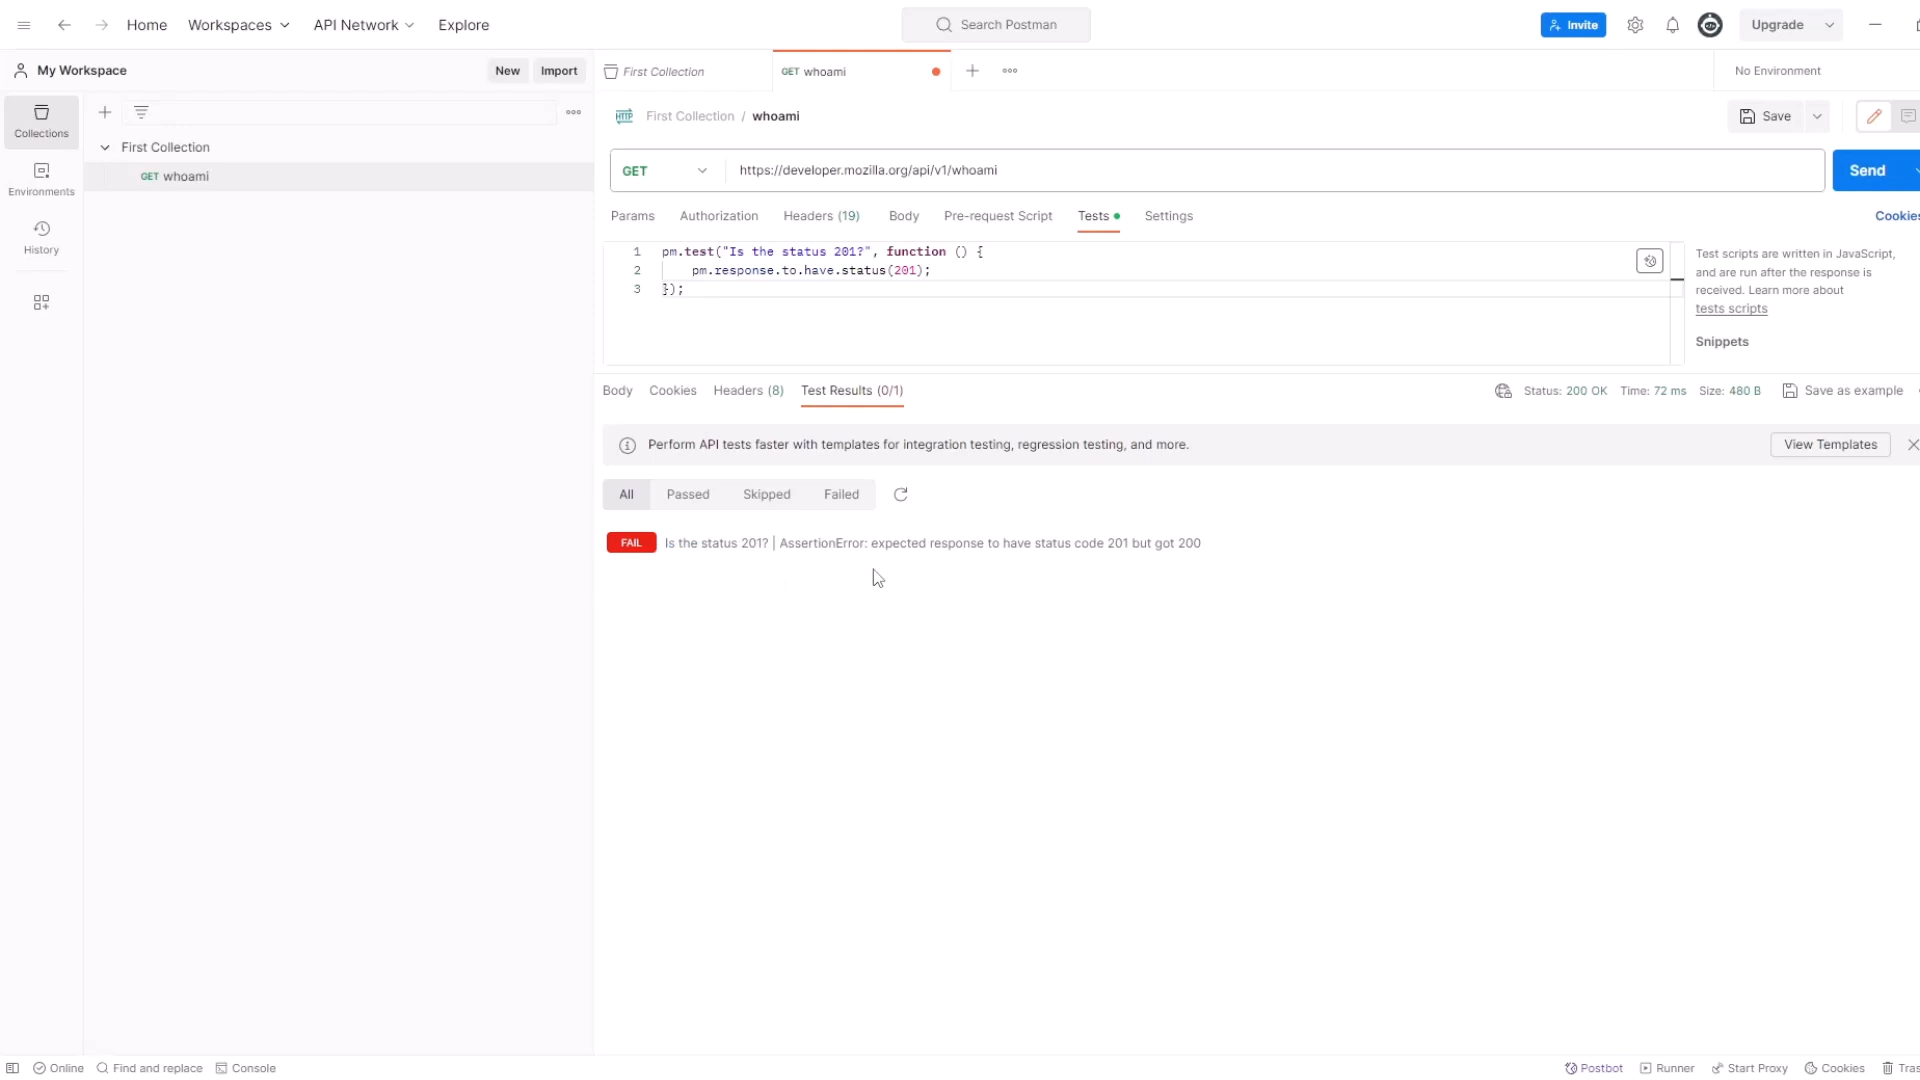 Home Workspaces API Network Explore
Search Postman
Invite Upgrade
My Workspace New Import
First Collection GET whoami
No Environment
Collections
Environments
History
First Collection
GET whoami
HTTP First Collection / whoami
Save
GET https://developer.mozilla.org/api/v1/whoami
Send
Params Authorization Headers (19) Body Pre-request Script Tests Settings
Cookies
1 pm.test("Is the status 201?", function () {
2 pm.response.to.have.status(201);
3 });
Test scripts are written in JavaScript,
and are run after the response is
received. Learn more about
tests scripts
Snippets
Body Cookies Headers (8) Test Results (0/1)
Status: 200 OK Time: 72 ms Size: 480 B Save as example
Perform API tests faster with templates for integration testing, regression testing, and more.
View Templates
All Passed Skipped Failed
FAIL Is the status 201? | AssertionError: expected response to have status code 201 but got 200
Online Find and replace Console
Postbot Runner Start Proxy Cookies Tras